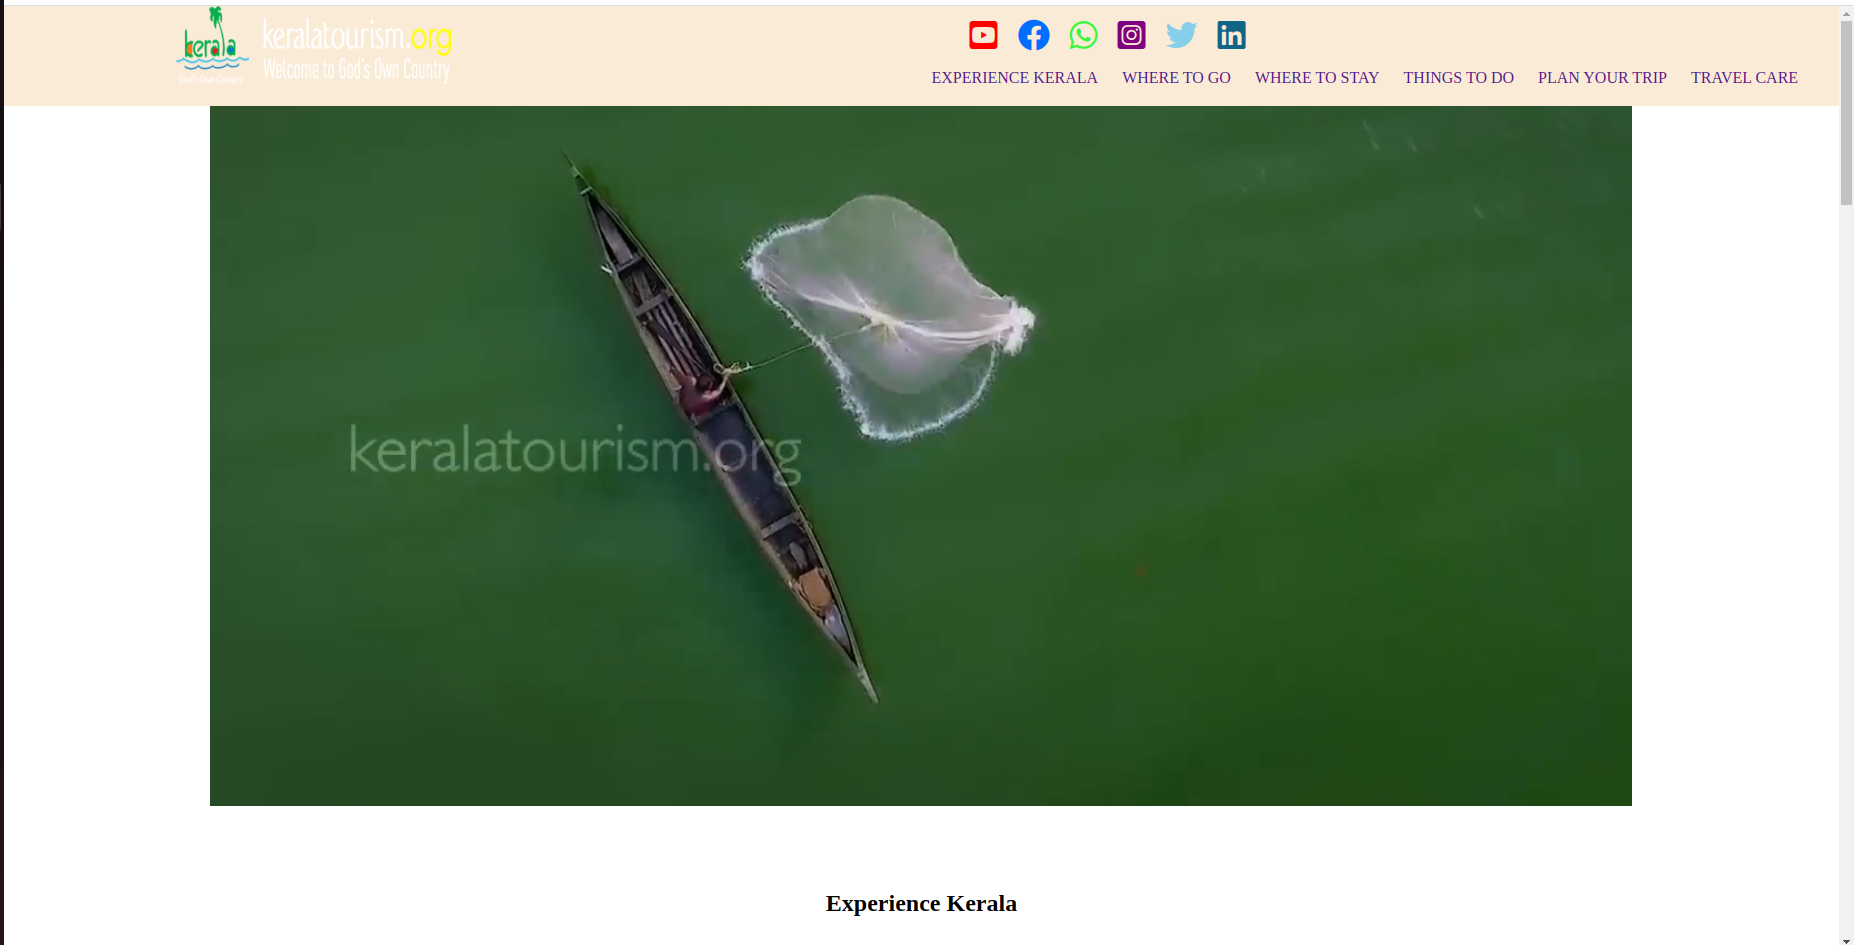 kerala
God's Own Country
keralatourism.org
Welcome to God's Own Country
EXPERIENCE KERALA WHERE TO GO WHERE TO STAY THINGS TO DO PLAN YOUR TRIP TRAVEL CARE
keralatourism.org
Experience Kerala